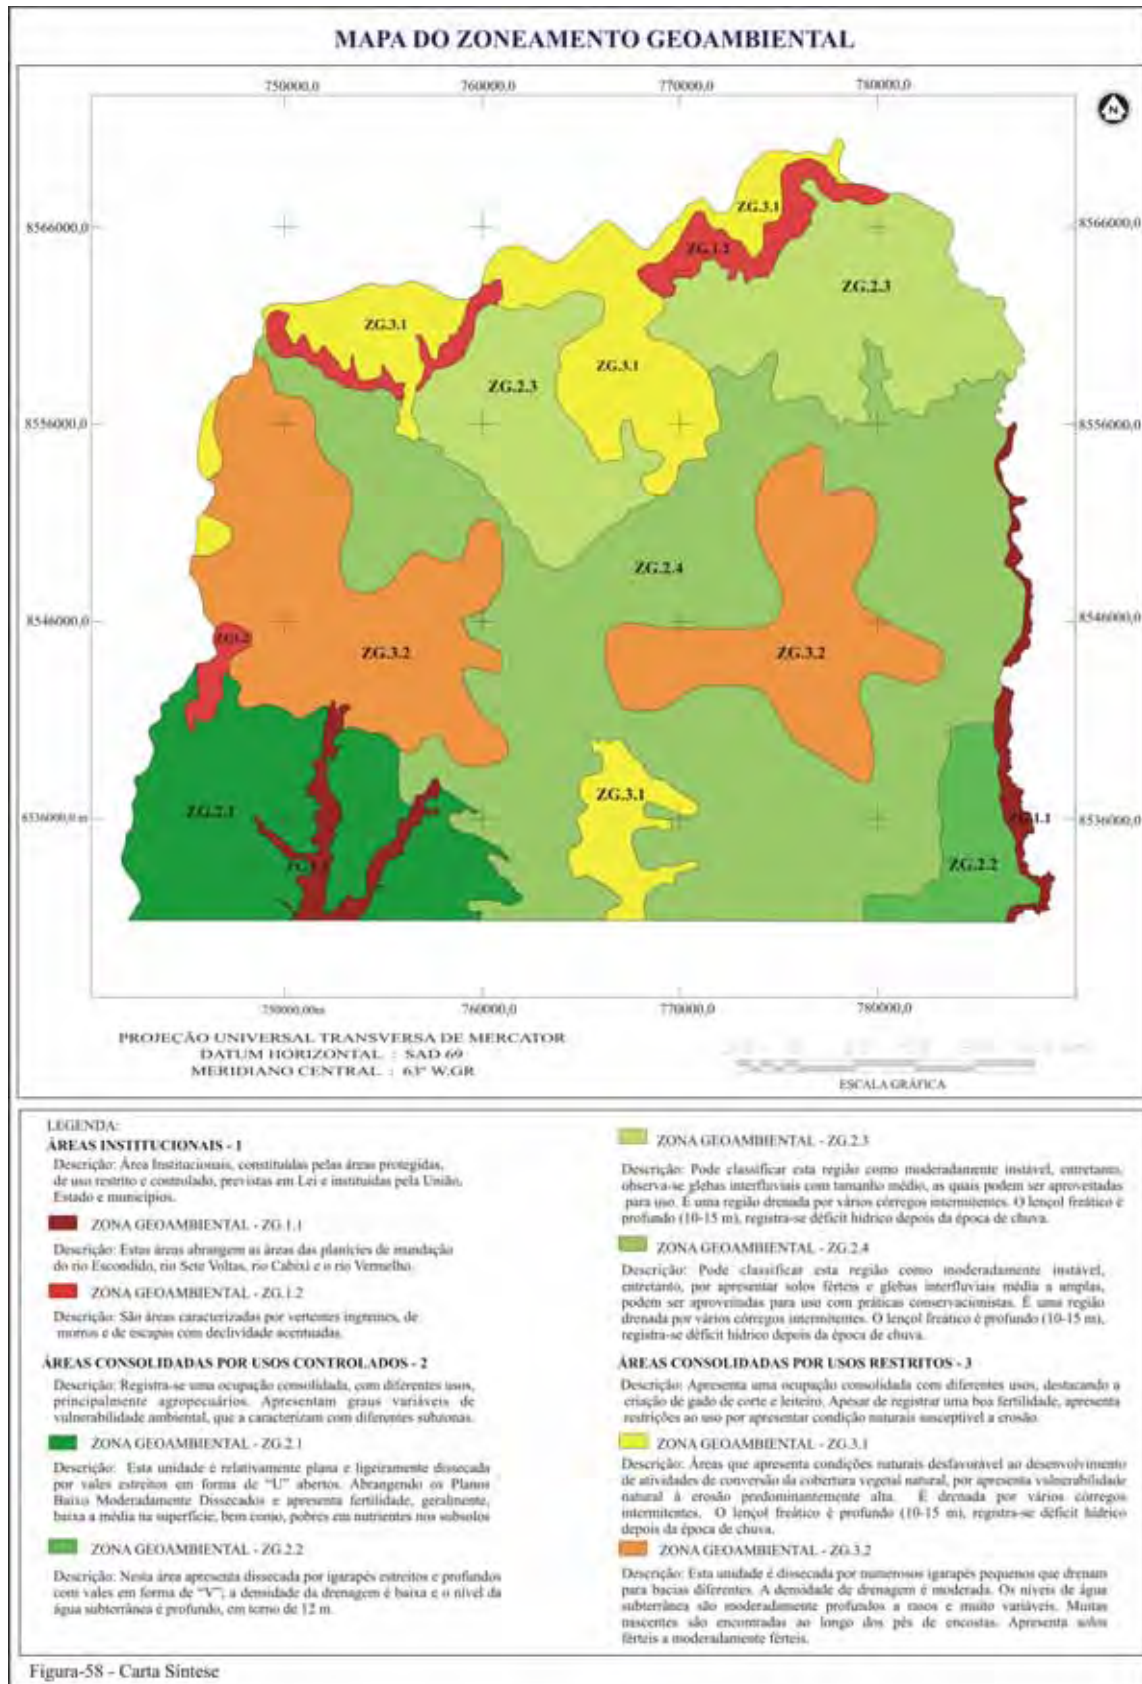 MAPA DO ZONEAMENTO GEOAMBIENTAL
750000,0 760000,0 770000,0 780000,0
N
8566000,0 8566000,0
8556000,0 8556000,0
8546000,0 8546000,0
8536000,0 m 8536000,0
ZG.3.1
ZG.1.2
ZG.2.3
ZG.3.1
ZG.3.1
ZG.2.3
ZG.2.4
ZG.3.2
ZG.3.2
ZG.3.1
ZG.2.1
ZG.1.1
ZG.2.2
750000,00m 760000,0 770000,0 780000,0
PROJEÇÃO UNIVERSAL TRANSVERSA DE MERCATOR
DATUM HORIZONTAL : SAD 69
MERIDIANO CENTRAL : 63° W.GR
ESCALA GRÁFICA
LEGENDA:
ÁREAS INSTITUCIONAIS - 1
Descrição: Área Institucionais, constituídas pelas áreas protegidas,
de uso restrito e controlado, previstas em Lei e instituídas pela União,
Estado e municípios.
ZONA GEOAMBIENTAL - ZG.1.1
Descrição: Estas áreas abrangem as áreas das planícies de inundação
do rio Escondido, rio Sete Voltas, rio Cabixi e o rio Vermelho.
ZONA GEOAMBIENTAL - ZG.1.2
Descrição: São áreas caracterizadas por vertentes ingremes, de
morros e de escapas com declividade acentuadas.
ÁREAS CONSOLIDADAS POR USOS CONTROLADOS - 2
Descrição: Registra-se uma ocupação consolidada, com diferentes usos,
principalmente agropecuários. Apresentam graus variáveis de
vulnerabilidade ambiental, que a caracterizam com diferentes subzonas.
ZONA GEOAMBIENTAL - ZG.2.1
Descrição: Esta unidade é relativamente plana e ligeiramente dissecada
por vales estreitos em forma de "U" abertos. Abrangendo os Planos
Baixo Moderadamente Dissecados e apresenta fertilidade, geralmente,
baixa a média na superfície, bem como, pobres em nutrientes nos subsolos
ZONA GEOAMBIENTAL - ZG.2.2
Descrição: Nesta área apresenta dissecada por igarapés estreitos e profundos
com vales em forma de "V"; a densidade da drenagem é baixa e o nível da
água subterrânea é profundo, em torno de 12 m.
ZONA GEOAMBIENTAL - ZG.2.3
Descrição: Pode classificar esta região como moderadamente instável, entretanto,
observa-se glebas interfluviais com tamanho médio, as quais podem ser aproveitadas
para uso. É uma região drenada por vários córregos intermitentes. O lençol freático é
profundo (10-15 m), registra-se déficit hídrico depois da época de chuva.
ZONA GEOAMBIENTAL - ZG.2.4
Descrição: Pode classificar esta região como moderadamente instável,
entretanto, por apresentar solos férteis e glebas interfluviais média a amplas,
podem ser aproveitadas para uso com práticas conservacionistas. É uma região
drenada por vários córregos intermitentes. O lençol freático é profundo (10-15 m),
registra-se déficit hídrico depois da época de chuva.
ÁREAS CONSOLIDADAS POR USOS RESTRITOS - 3
Descrição: Apresenta uma ocupação consolidada com diferentes usos, destacando a
criação de gado de corte e leiteiro. Apesar de registrar uma boa fertilidade, apresenta
restrições ao uso por apresentar condição naturais susceptível a erosão.
ZONA GEOAMBIENTAL - ZG.3.1
Descrição: Áreas que apresenta condições naturais desfavorável ao desenvolvimento
de atividades de conversão da cobertura vegetal natural, por apresenta vulnerabilidade
natural à erosão predominantemente alta. É drenada por vários córregos
intermitentes. O lençol freático é profundo (10-15 m), registra-se déficit hídrico
depois da época de chuva.
ZONA GEOAMBIENTAL - ZG.3.2
Descrição: Esta unidade é dissecada por numerosos igarapés pequenos que drenam
para bacias diferentes. A densidade de drenagem é moderada. Os níveis de água
subterrânea são moderadamente profundos a rasos e muito variáveis. Muitas
nascentes são encontradas ao longo dos pés de encostas. Apresenta solos
férteis a moderadamente férteis.
Figura-58 - Carta Síntese